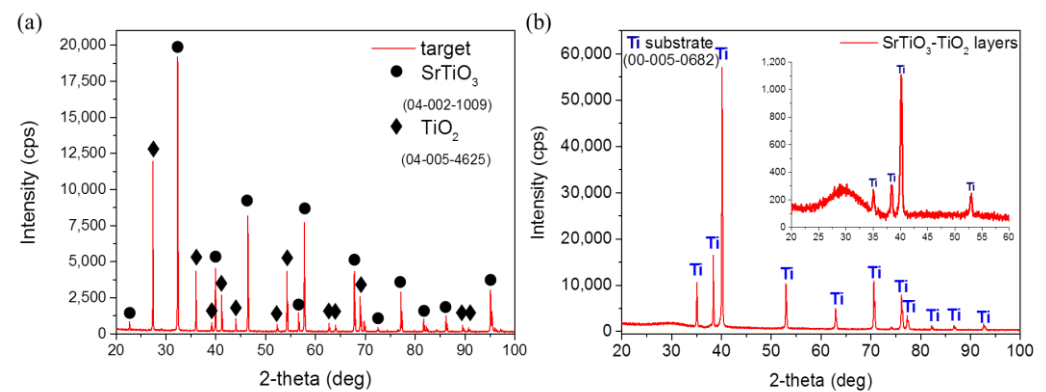 (a)
20,000
17,500
15,000
12,500
10,000
7,500
5,000
2,500
0
Intensity (cps)
target
SrTiO₃
(04-002-1009)
TiO₂
(04-005-4625)
20 30 40 50 60 70 80 90 100
2-theta (deg)
(b)
60,000
50,000
40,000
30,000
20,000
10,000
0
Intensity (cps)
Ti substrate
(00-005-0682)
SrTiO₃-TiO₂ layers
Ti
Ti
Ti
Ti
Ti
Ti
Ti
Ti
Ti
Ti
Ti
20 30 40 50 60 70 80 90 100
2-theta (deg)
1,200
1,000
800
600
400
200
0
Ti
Ti
Ti
Ti
20 25 30 35 40 45 50 55 60